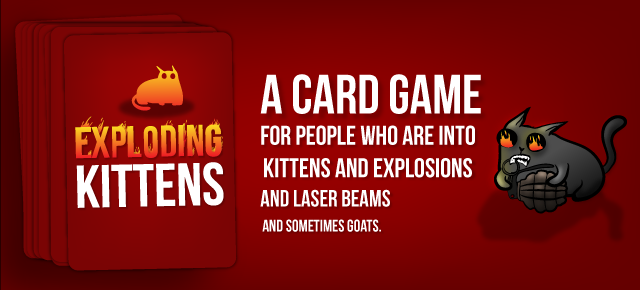 EXPLODING
KITTENS
A CARD GAME
FOR PEOPLE WHO ARE INTO
KITTENS AND EXPLOSIONS
AND LASER BEAMS
AND SOMETIMES GOATS.